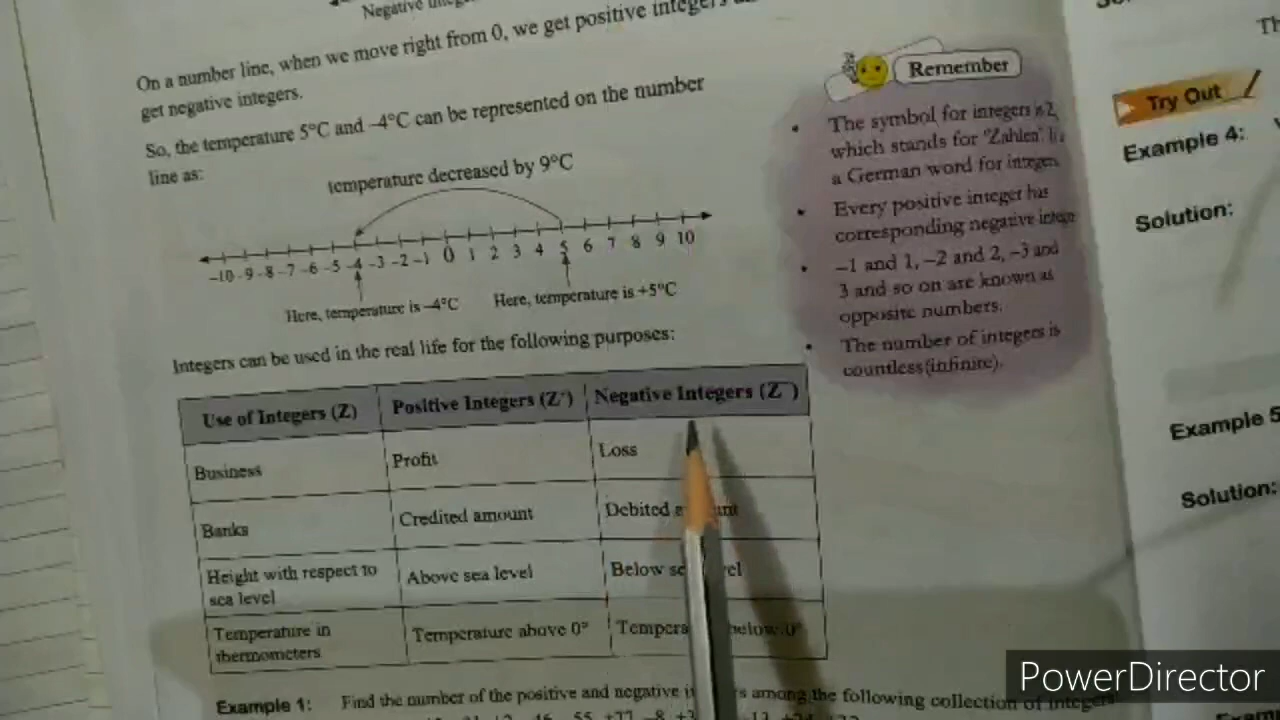 Negative
On a number line, when we move right from 0, we get positive integers
get negative integers.
So, the temperature 5°C and –4°C can be represented on the number
line as:
temperature decreased by 9°C
–10 –9 –8 –7 –6 –5 –4 –3 –2 –1 0 1 2 3 4 5 6 7 8 9 10
Here, temperature is –4°C Here, temperature is +5°C
Integers can be used in the real life for the following purposes:
Use of Integers (Z) Positive Integers (Z⁺) Negative Integers (Z⁻)
Business Profit Loss
Banks Credited amount Debited
Height with respect to
sea level Above sea level Below
Temperature in
thermometers Temperature above 0° below 0°
Example 1: Find the number of the positive and negative among the following collection of integers
Remember
• The symbol for integers is Z,
which stands for 'Zahlen'. It is
a German word for integers.
• Every positive integer has
corresponding negative integer
• –1 and 1, –2 and 2, –3 and
3 and so on are known as
opposite numbers.
• The number of integers is
countless(infinite).
Try Out
Example 4:
Solution:
Example 5
Solution:
PowerDirector